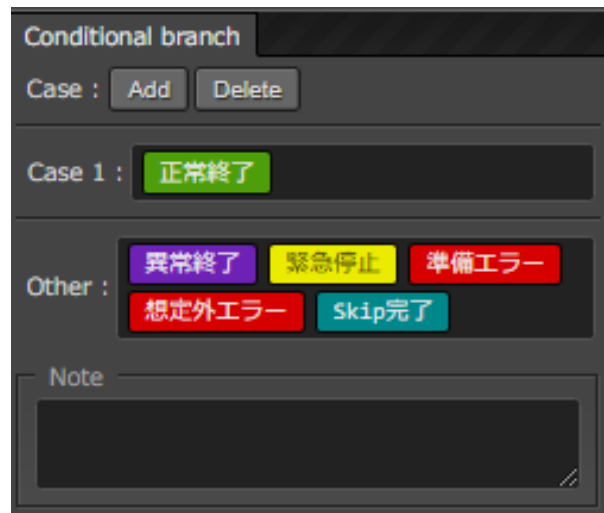 Conditional branch
Case : Add Delete
Case 1 : 正常終了
Other : 異常終了 緊急停止 準備エラー
想定外エラー Skip完了
Note